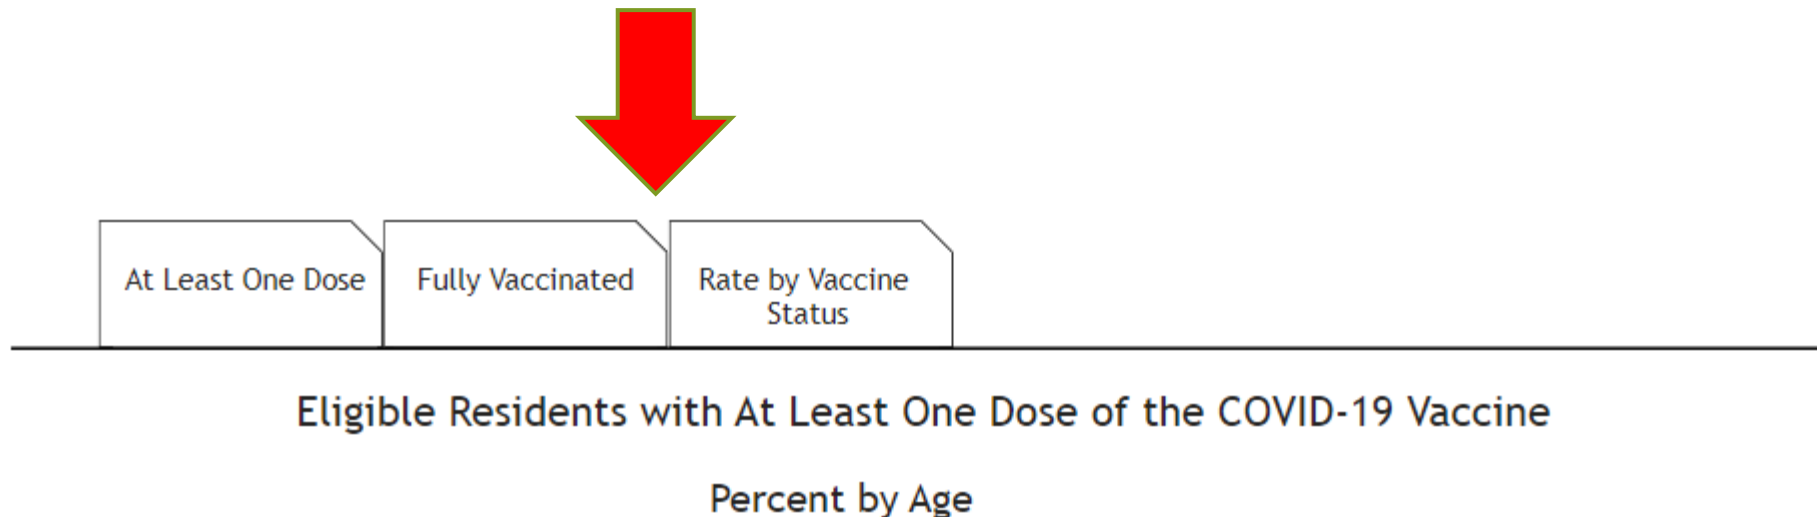 At Least One Dose
Fully Vaccinated
Rate by Vaccine
Status
Eligible Residents with At Least One Dose of the COVID-19 Vaccine
Percent by Age